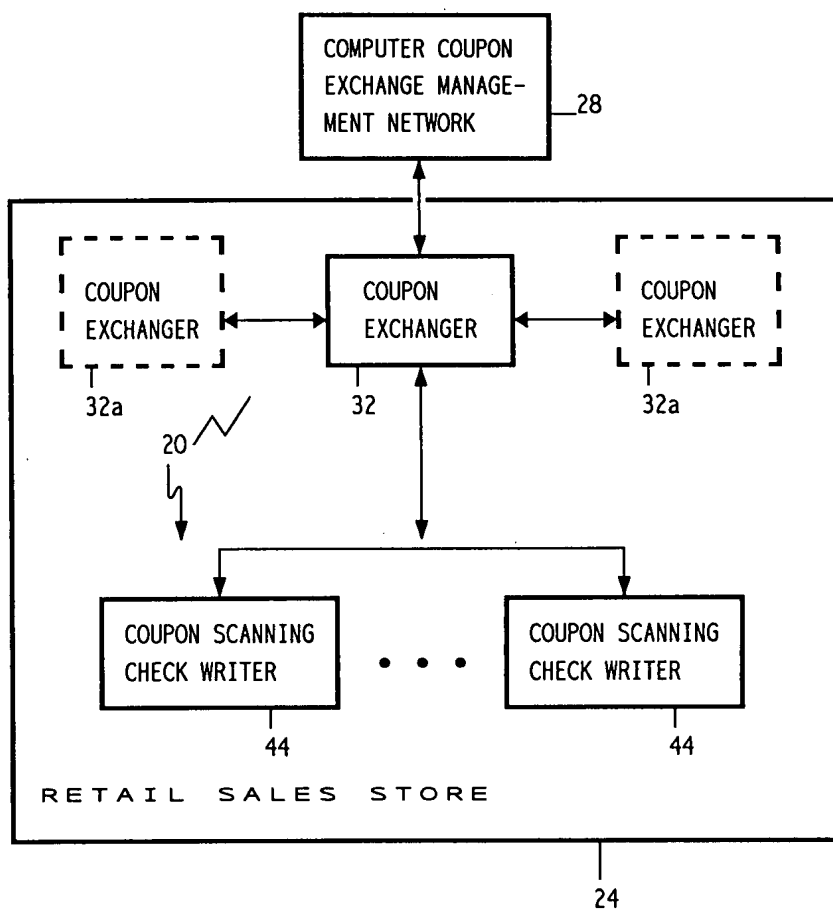 COMPUTER COUPON
EXCHANGE MANAGE-
MENT NETWORK
28
COUPON
EXCHANGER
32a
COUPON
EXCHANGER
32
COUPON
EXCHANGER
32a
20
COUPON SCANNING
CHECK WRITER
44
COUPON SCANNING
CHECK WRITER
44
RETAIL SALES STORE
24